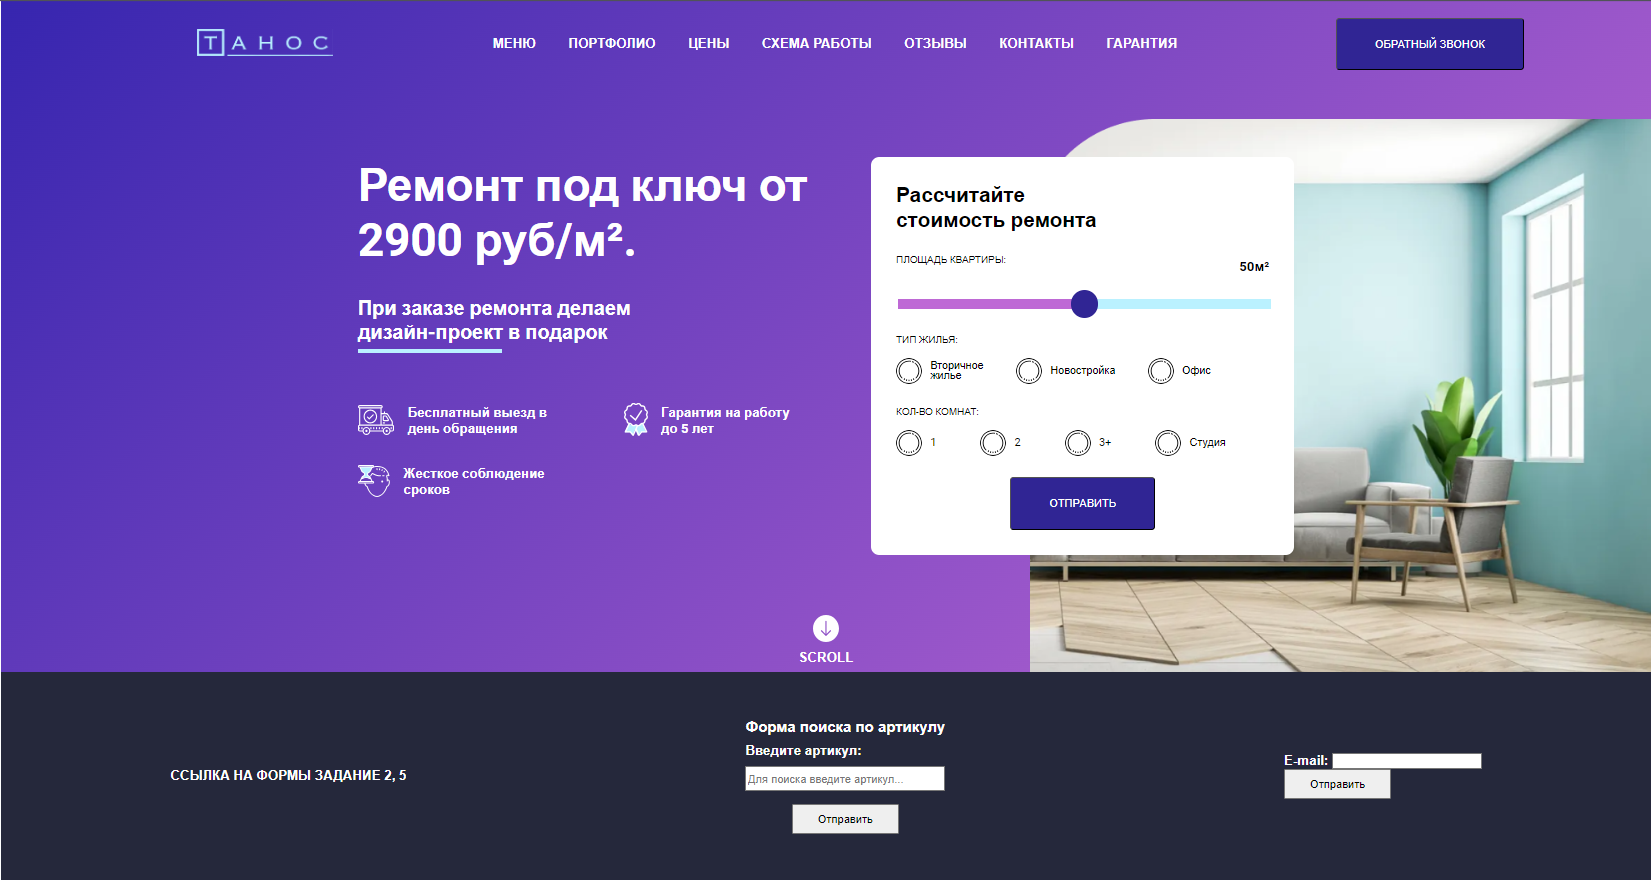 ТАНОС
МЕНЮ
ПОРТФОЛИО
ЦЕНЫ
СХЕМА РАБОТЫ
ОТЗЫВЫ
КОНТАКТЫ
ГАРАНТИЯ
ОБРАТНЫЙ ЗВОНОК
Ремонт под ключ от
2900 руб/м².
При заказе ремонта делаем
дизайн-проект в подарок
Бесплатный выезд в
день обращения
Гарантия на работу
до 5 лет
Жесткое соблюдение
сроков
Рассчитайте
стоимость ремонта
ПЛОЩАДЬ КВАРТИРЫ:
50м²
ТИП ЖИЛЬЯ:
Вторичное
жилье
Новостройка
Офис
КОЛ-ВО КОМНАТ:
1
2
3+
Студия
ОТПРАВИТЬ
SCROLL
ССЫЛКА НА ФОРМЫ ЗАДАНИЕ 2, 5
Форма поиска по артикулу
Введите артикул:
Для поиска введите артикул...
Отправить
E-mail:
Отправить